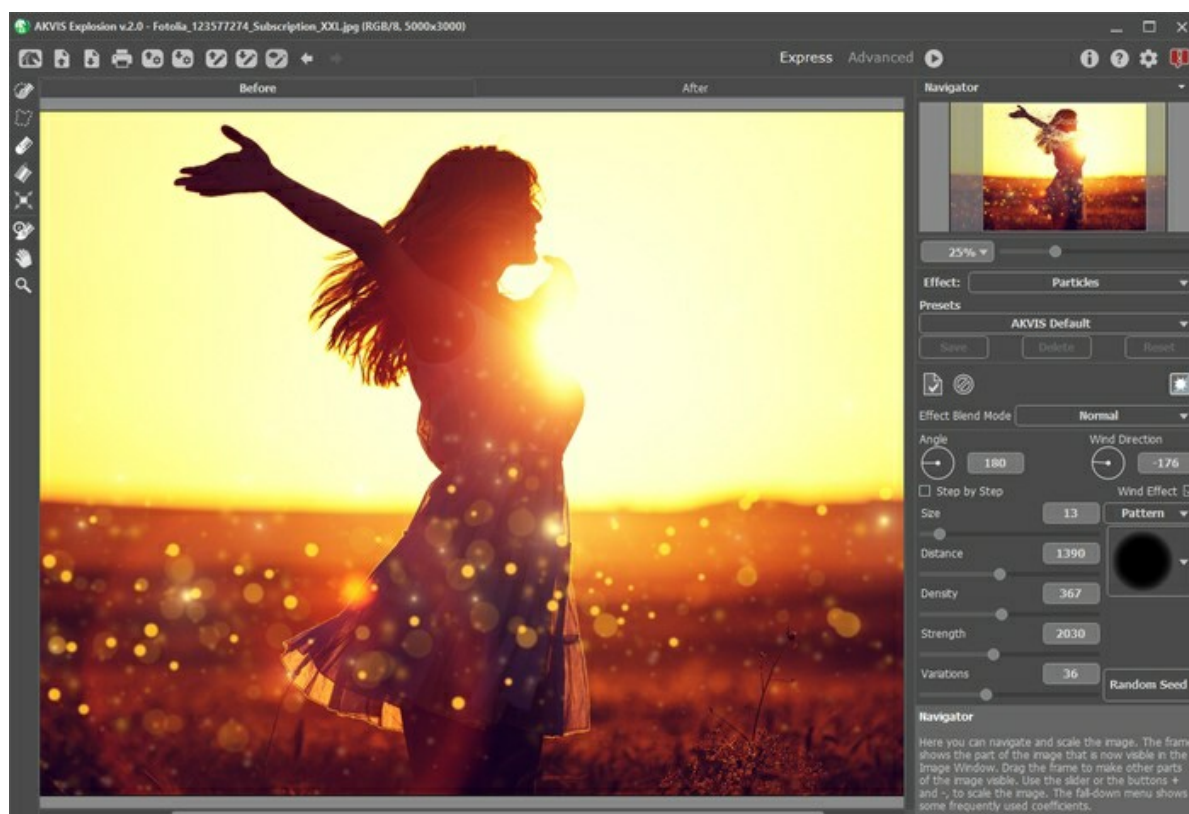 AKVIS Explosion v.2.0 - Fotolia_123577274_Subscription_XXL.jpg (RGB/8, 5000x3000)
Express Advanced
Before After
Navigator
25%
Effect: Particles
Presets
AKVIS Default
Save Delete Reset
Effect Blend Mode Normal
Angle Wind Direction
180 -176
Step by Step Wind Effect
Size 13 Pattern
Distance 1390
Density 367
Strength 2030
Variations 36
Random Seed
Navigator
Here you can navigate and scale the image. The frame
shows the part of the image that is now visible in the
Image Window. Drag the frame to make other parts
of the image visible. Use the slider or the buttons +
and -, to scale the image. The fall-down menu shows
some frequently used coefficients.